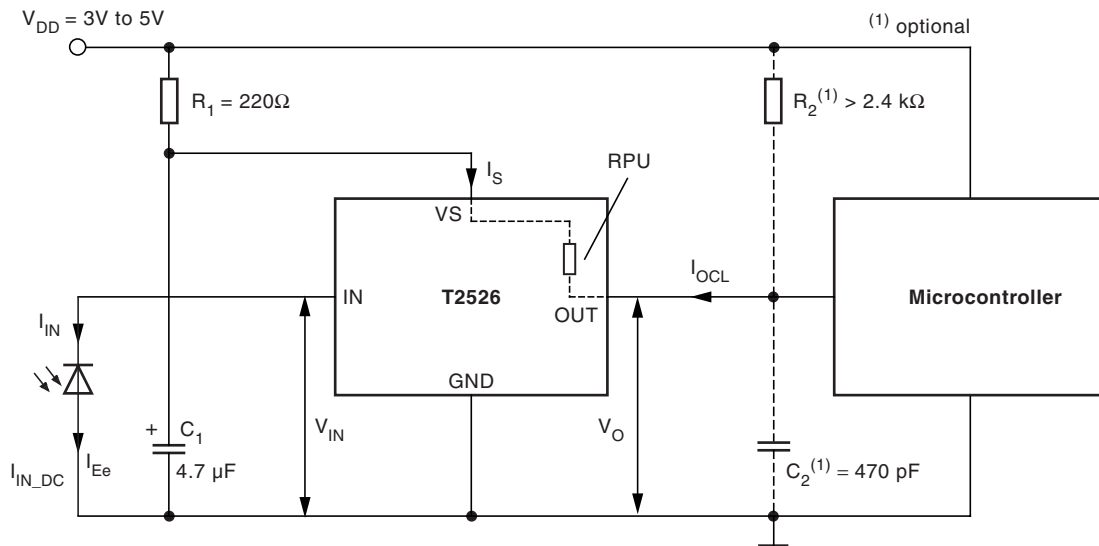 V_DD = 3V to 5V
(1) optional
R_1 = 220Ω
R_2^(1) > 2.4 kΩ
I_S
RPU
VS
IN
T2526
I_OCL
Microcontroller
OUT
I_IN
GND
+ C_1
V_IN
V_O
I_IN_DC
I_Ee
4.7 µF
C_2^(1) = 470 pF